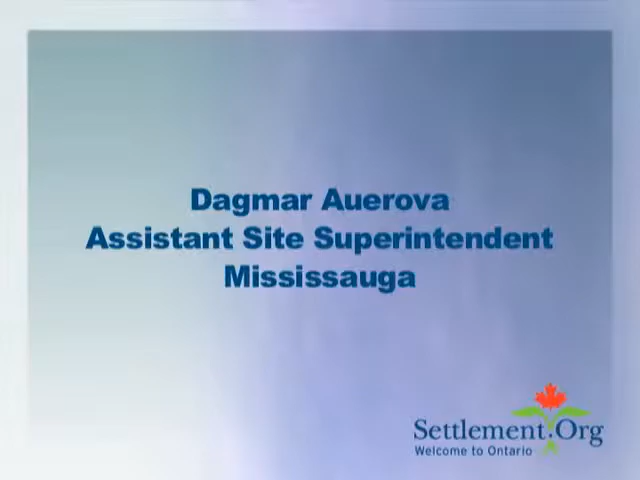 Dagmar Auerova
Assistant Site Superintendent
Mississauga
Settlement.Org
Welcome to Ontario